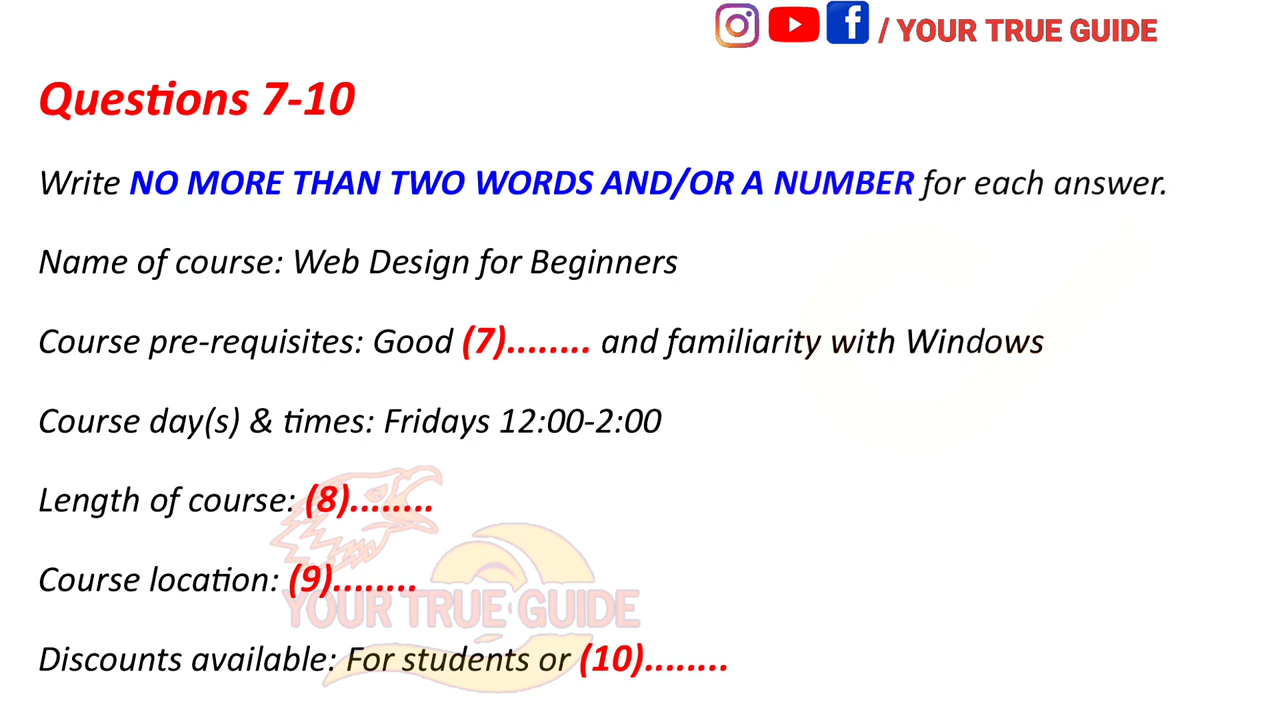 / YOUR TRUE GUIDE
Questions 7-10
Write NO MORE THAN TWO WORDS AND/OR A NUMBER for each answer.
Name of course: Web Design for Beginners
Course pre-requisites: Good (7)........ and familiarity with Windows
Course day(s) & times: Fridays 12:00-2:00
Length of course: (8)........
Course location: (9)........
YOUR TRUE GUIDE
Discounts available: For students or (10)........